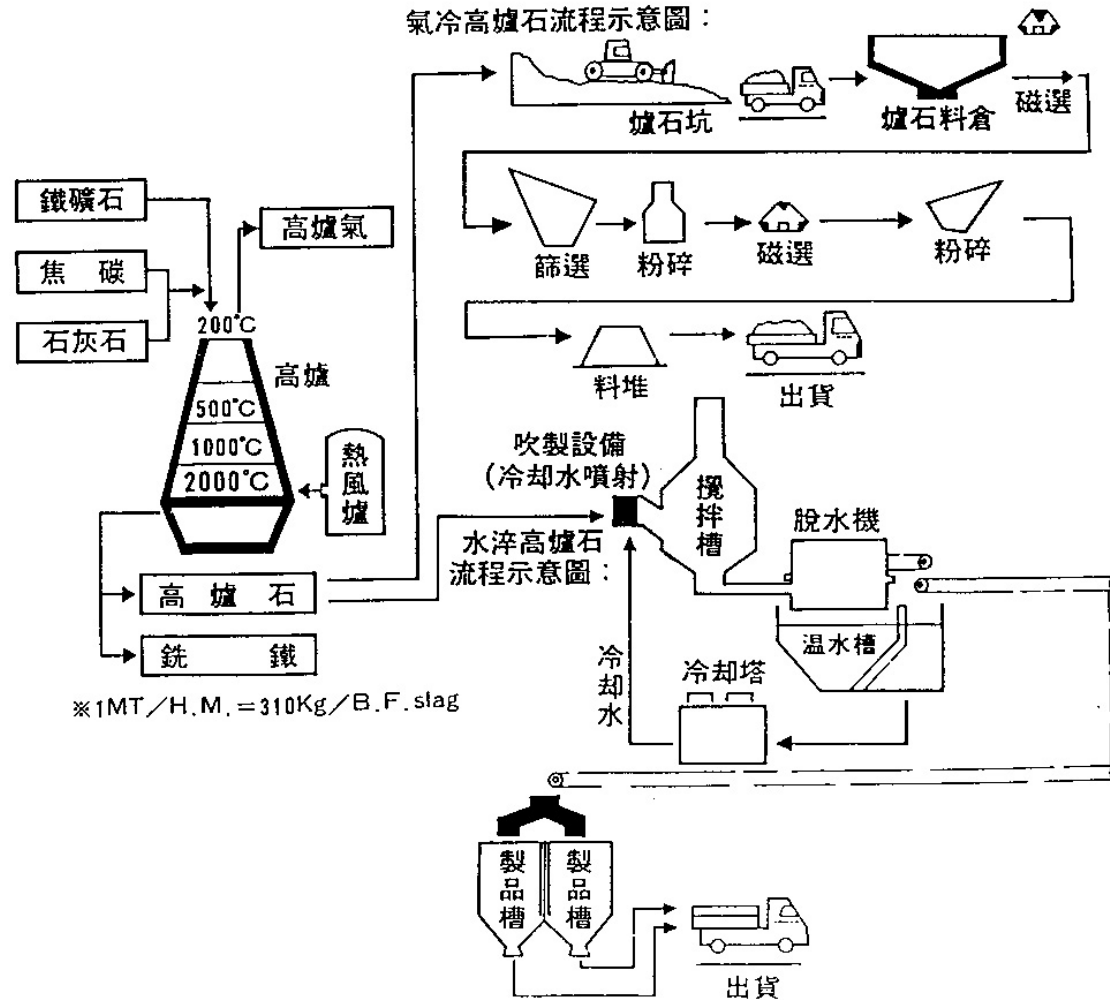 氣冷高爐石流程示意圖：
爐石坑
爐石料倉
磁選
篩選
粉碎
磁選
粉碎
料堆
出貨
鐵礦石
焦碳
石灰石
高爐氣
200°C
高爐
500°C
1000°C
2000°C
熱風爐
高爐石
銑鐵
※1MT/H.M.=310Kg/B.F.slag
水淬高爐石
流程示意圖：
吹製設備
(冷却水噴射)
攪拌槽
脫水機
温水槽
冷却塔
冷却水
製品槽
製品槽
出貨